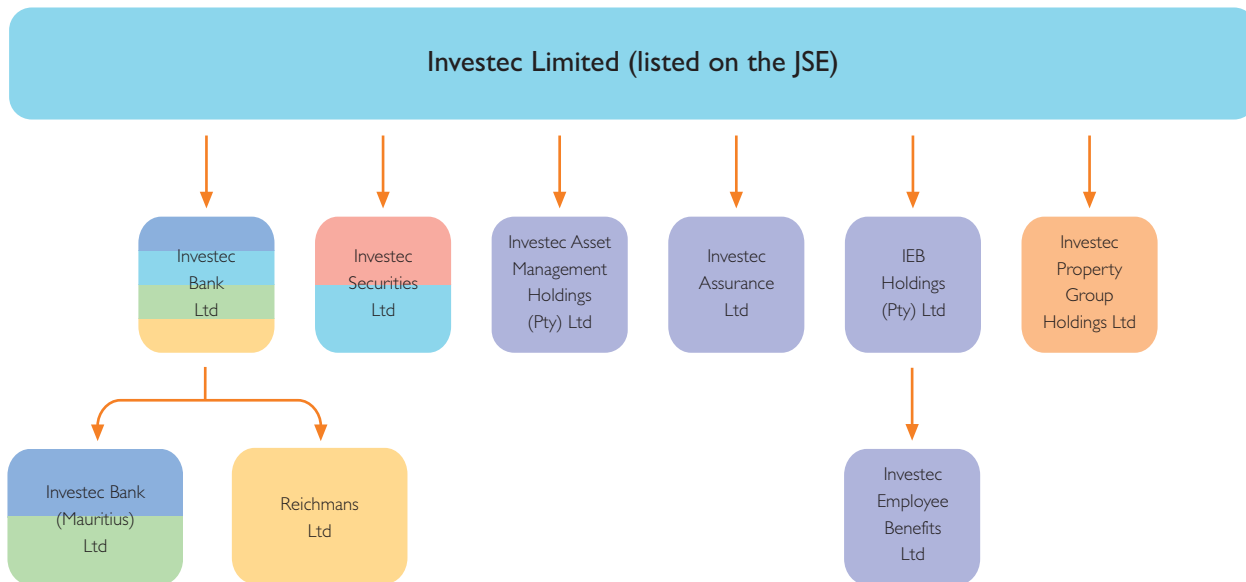 Investec Limited (listed on the JSE)
Investec
Bank
Ltd
Investec
Securities
Ltd
Investec Asset
Management
Holdings
(Pty) Ltd
Investec
Assurance
Ltd
IEB
Holdings
(Pty) Ltd
Investec
Property
Group
Holdings Ltd
Investec Bank
(Mauritius)
Ltd
Reichmans
Ltd
Investec
Employee
Benefits
Ltd